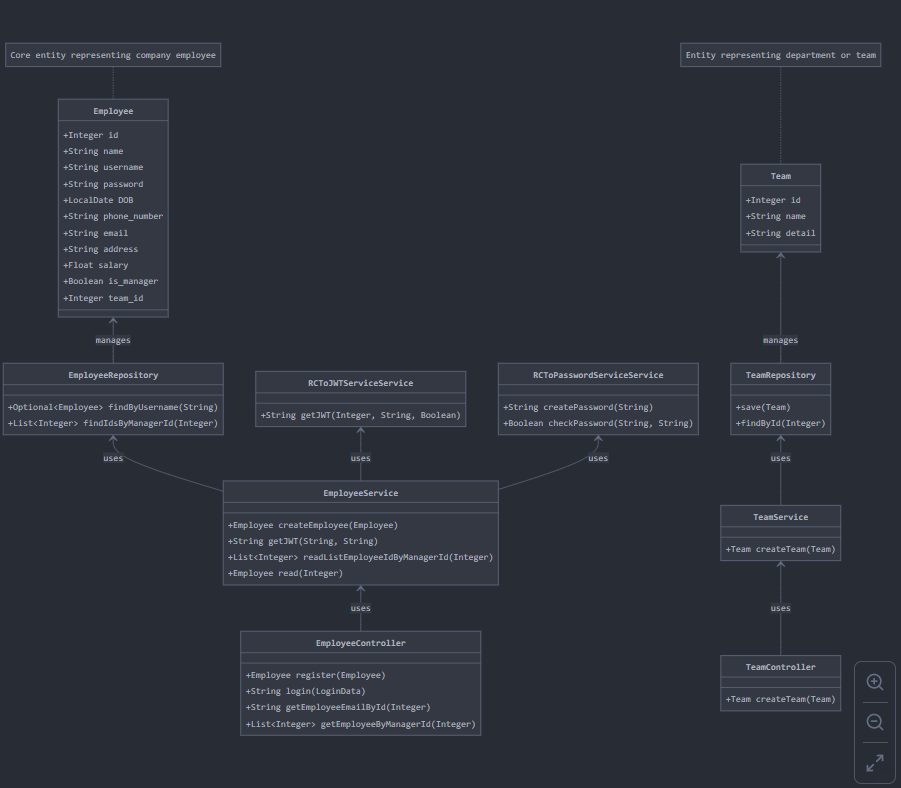 Core entity representing company employee
Entity representing department or team
Employee
+Integer id
+String name
+String username
+String password
+LocalDate DOB
+String phone_number
+String email
+String address
+Float salary
+Boolean is_manager
+Integer team_id
Team
+Integer id
+String name
+String detail
manages
manages
EmployeeRepository
+Optional<Employee> findByUsername(String)
+List<Integer> findIdsByManagerId(Integer)
RCToJWTServiceService
+String getJWT(Integer, String, Boolean)
RCToPasswordServiceService
+String createPassword(String)
+Boolean checkPassword(String, String)
TeamRepository
+save(Team)
+findById(Integer)
uses
uses
uses
uses
EmployeeService
+Employee createEmployee(Employee)
+String getJWT(String, String)
+List<Integer> readListEmployeeIdByManagerId(Integer)
+Employee read(Integer)
TeamService
+Team createTeam(Team)
uses
uses
EmployeeController
+Employee register(Employee)
+String login(LoginData)
+String getEmployeeEmailById(Integer)
+List<Integer> getEmployeeByManagerId(Integer)
TeamController
+Team createTeam(Team)